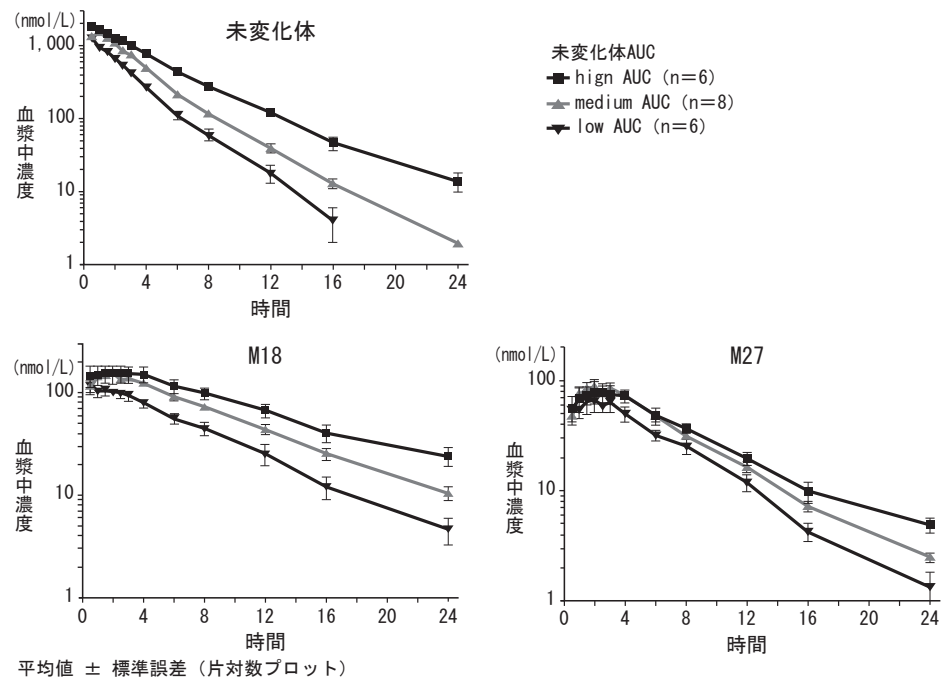 (nmol/L)
未変化体
1,000
100
10
1
血漿中濃度
0 4 8 12 16 20 24
時間
未変化体AUC
hign AUC (n=6)
medium AUC (n=8)
low AUC (n=6)
(nmol/L)
M18
100
10
1
血漿中濃度
0 4 8 12 16 20 24
時間
(nmol/L)
M27
100
10
1
血漿中濃度
0 4 8 12 16 20 24
時間
平均値 ± 標準誤差（片対数プロット）